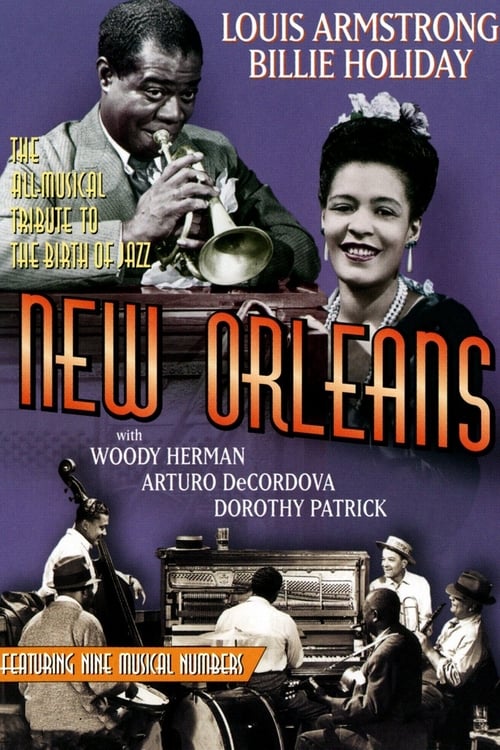 LOUIS ARMSTRONG
BILLIE HOLIDAY
THE
ALL-MUSICAL
TRIBUTE TO
THE BIRTH OF JAZZ
NEW ORLEANS
with
WOODY HERMAN
ARTURO DeCORDOVA
DOROTHY PATRICK
FEATURING NINE MUSICAL NUMBERS